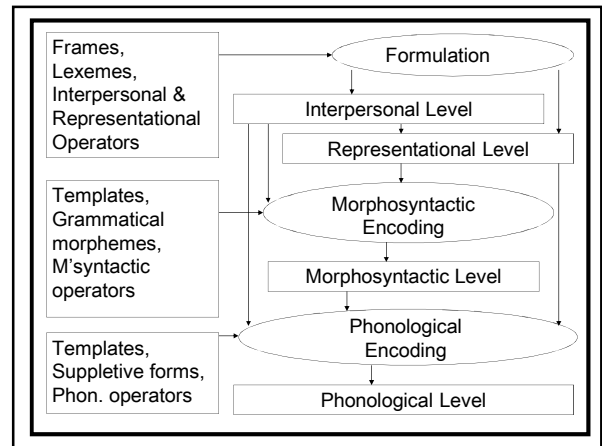 Frames,
Lexemes,
Interpersonal &
Representational
Operators
Formulation
Interpersonal Level
Representational Level
Templates,
Grammatical
morphemes,
M'syntactic
operators
Morphosyntactic
Encoding
Morphosyntactic Level
Templates,
Suppletive forms,
Phon. operators
Phonological
Encoding
Phonological Level